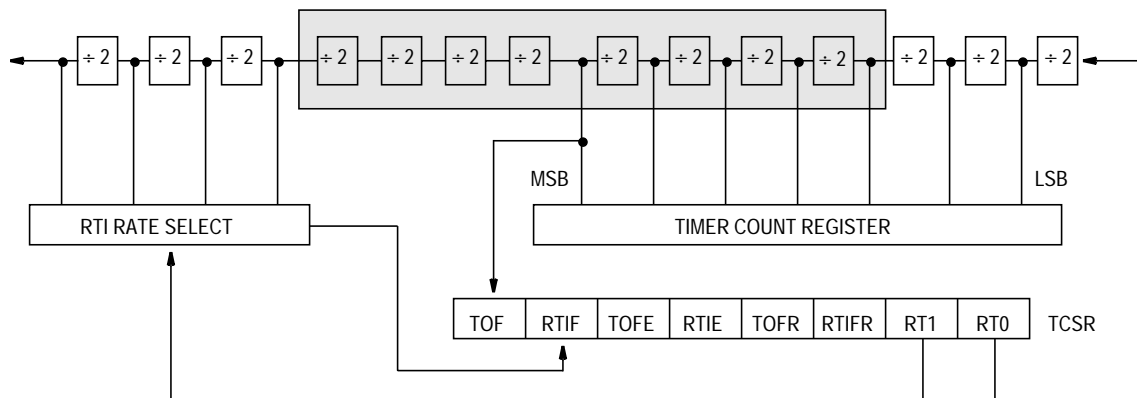 ÷ 2 ÷ 2 ÷ 2 ÷ 2 ÷ 2 ÷ 2 ÷ 2 ÷ 2 ÷ 2 ÷ 2 ÷ 2 ÷ 2 ÷ 2 ÷ 2
MSB LSB
RTI RATE SELECT TIMER COUNT REGISTER
TOF RTIF TOFE RTIE TOFR RTIFR RT1 RT0 TCSR